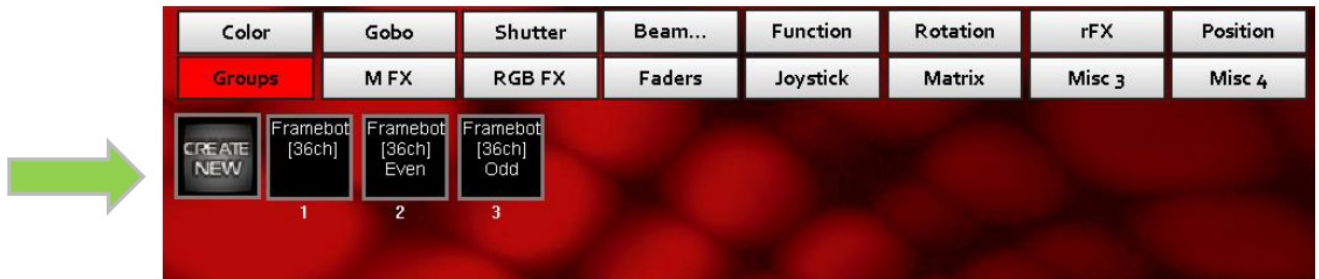 Color Gobo Shutter Beam... Function Rotation rFX Position
Groups M FX RGB FX Faders Joystick Matrix Misc 3 Misc 4
CREATE NEW
Framebot [36ch]
Framebot [36ch] Even
Framebot [36ch] Odd
1 2 3